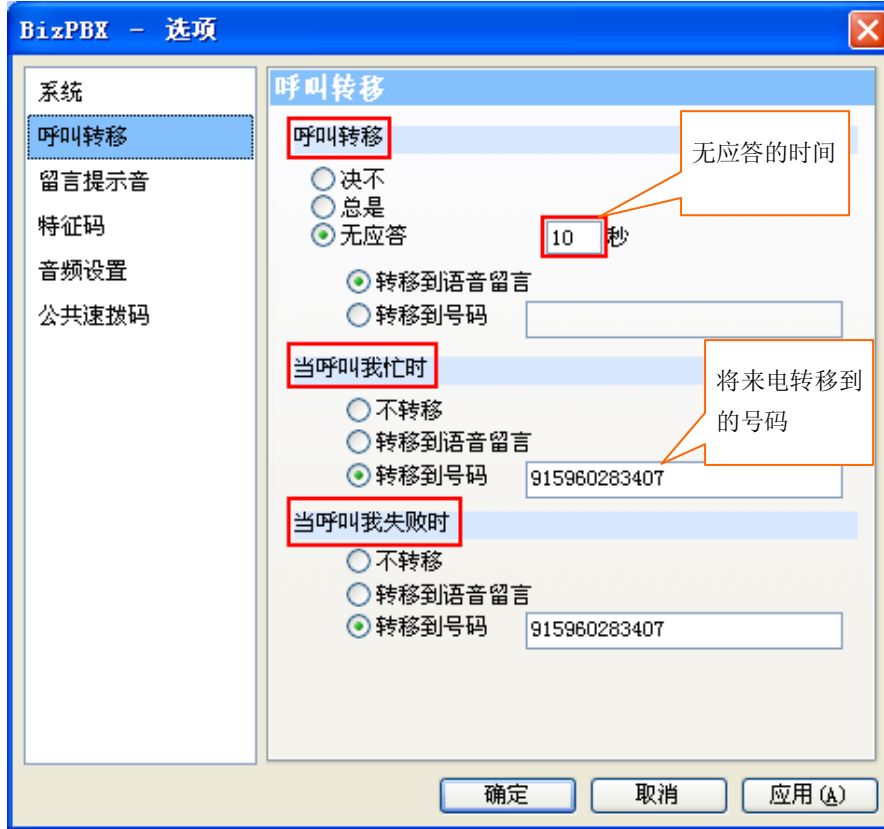 BizPBX - 选项
系统
呼叫转移
留言提示音
特征码
音频设置
公共速拨码
呼叫转移
呼叫转移
无应答的时间
决不
总是
无应答 10 秒
转移到语音留言
转移到号码
当呼叫我忙时
将来电转移到
的号码
不转移
转移到语音留言
转移到号码 915960283407
当呼叫我失败时
不转移
转移到语音留言
转移到号码 915960283407
确定 取消 应用(A)